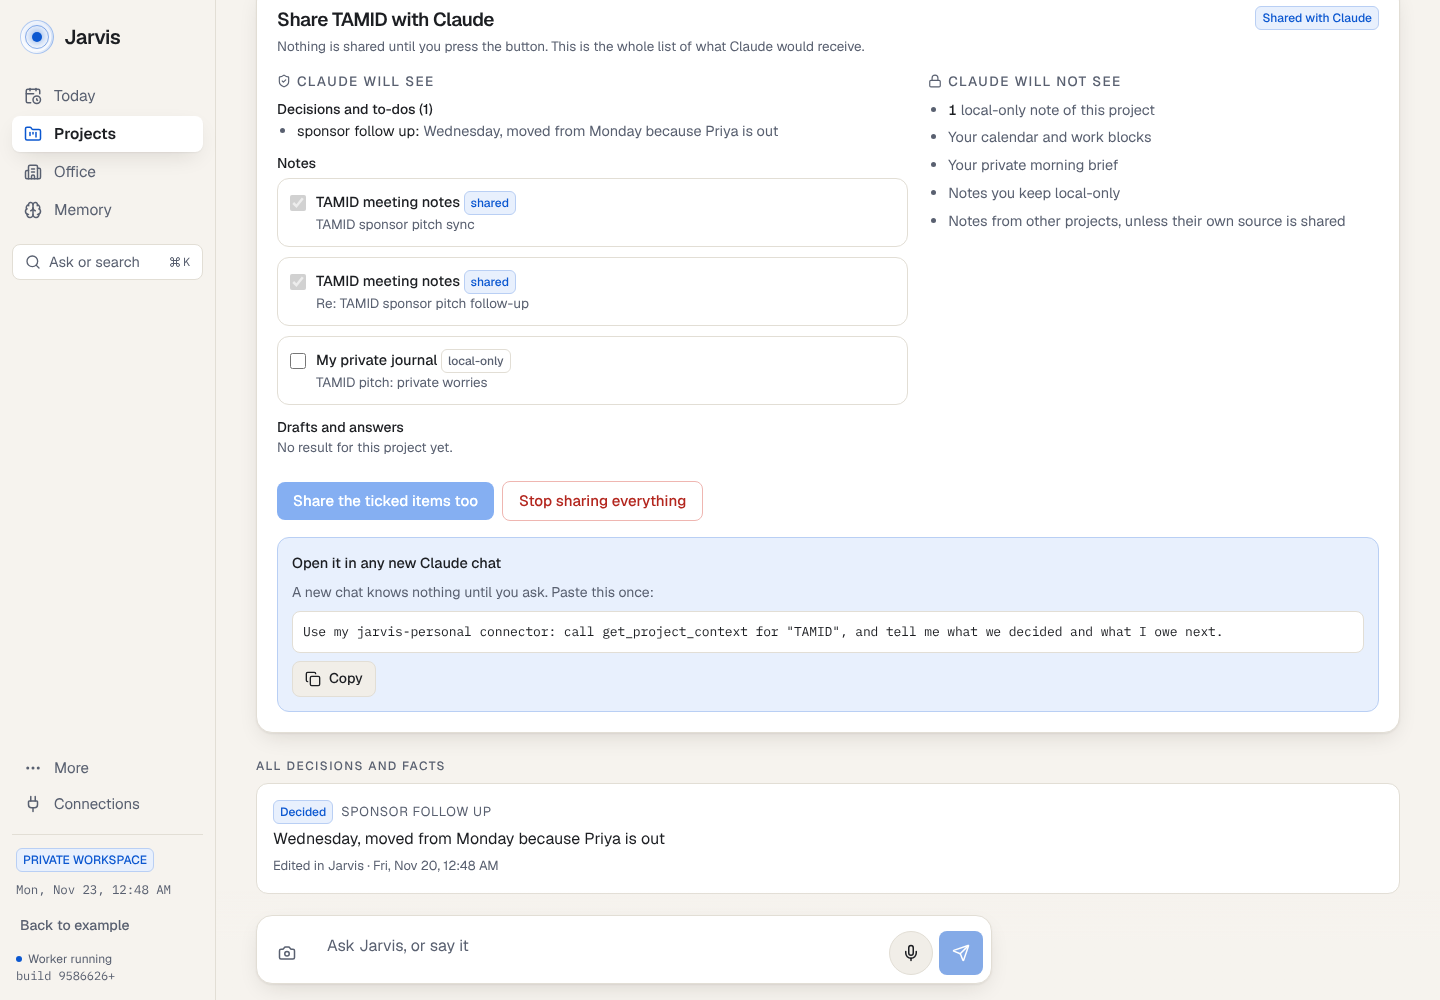 Jarvis
Today
Projects
Office
Memory
Ask or search ⌘K
More
Connections
PRIVATE WORKSPACE
Mon, Nov 23, 12:48 AM
Back to example
Worker running
build 9586626+
Share TAMID with Claude
Shared with Claude
Nothing is shared until you press the button. This is the whole list of what Claude would receive.
CLAUDE WILL SEE
Decisions and to-dos (1)
sponsor follow up: Wednesday, moved from Monday because Priya is out
Notes
TAMID meeting notes shared
TAMID sponsor pitch sync
TAMID meeting notes shared
Re: TAMID sponsor pitch follow-up
My private journal local-only
TAMID pitch: private worries
Drafts and answers
No result for this project yet.
CLAUDE WILL NOT SEE
1 local-only note of this project
Your calendar and work blocks
Your private morning brief
Notes you keep local-only
Notes from other projects, unless their own source is shared
Share the ticked items too
Stop sharing everything
Open it in any new Claude chat
A new chat knows nothing until you ask. Paste this once:
Use my jarvis-personal connector: call get_project_context for "TAMID", and tell me what we decided and what I owe next.
Copy
ALL DECISIONS AND FACTS
Decided SPONSOR FOLLOW UP
Wednesday, moved from Monday because Priya is out
Edited in Jarvis · Fri, Nov 20, 12:48 AM
Ask Jarvis, or say it